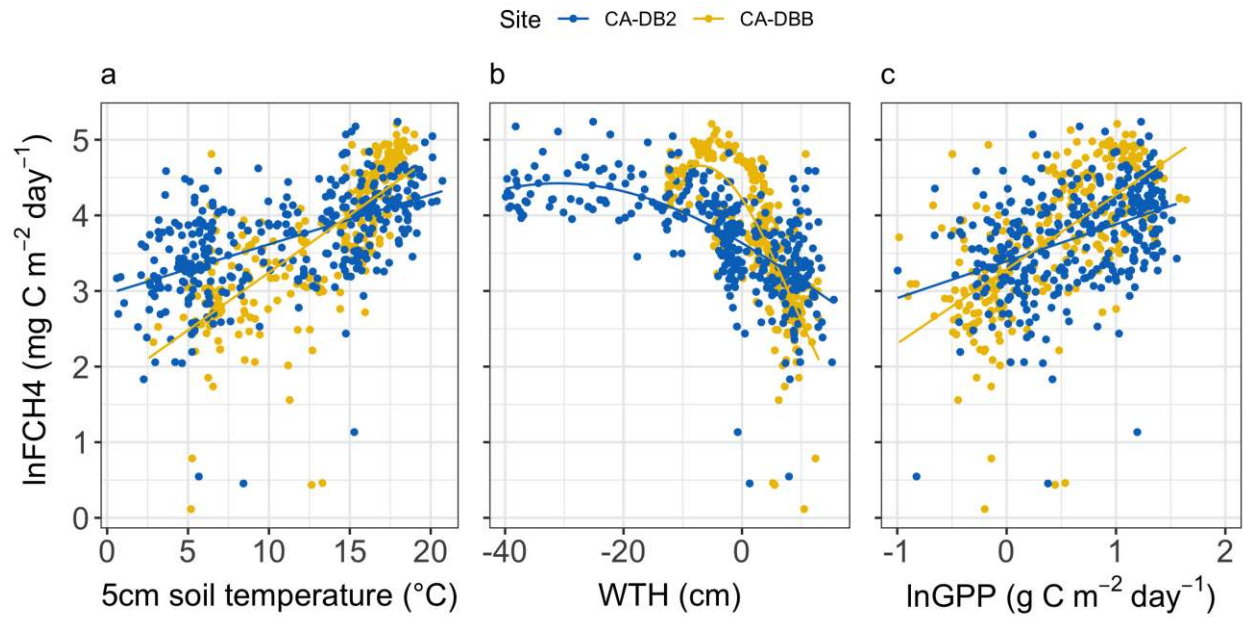 Site CA-DB2 CA-DBB
a b c
lnFCH4 (mg C m⁻² day⁻¹)
5
4
3
2
1
0
0 5 10 15 20
-40 -20 0
-1 0 1 2
5cm soil temperature (°C)
WTH (cm)
lnGPP (g C m⁻² day⁻¹)